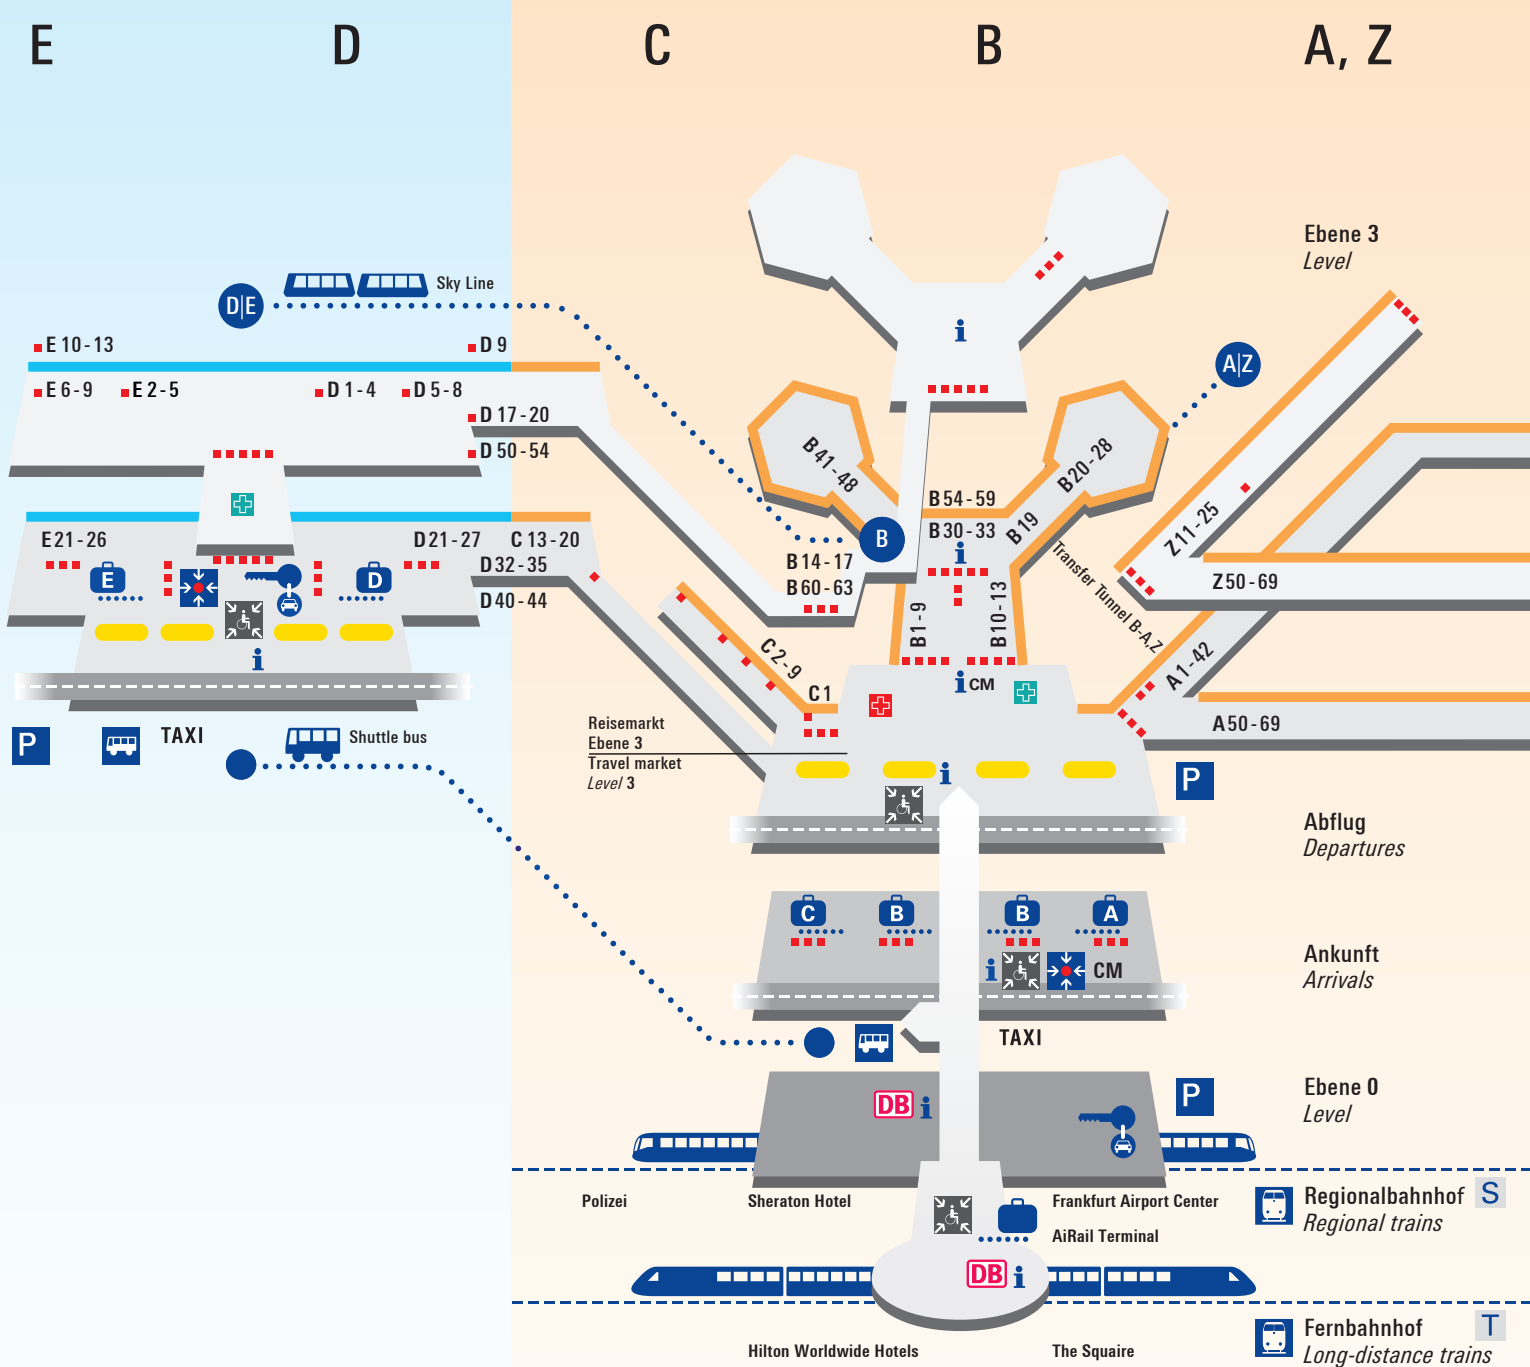 E
D
C
B
A, Z
Ebene 3
Level
D|E
Sky Line
E 10-13
D 9
A|Z
E 6-9
E 2-5
D 1-4
D 5-8
D 17-20
D 50-54
B 41-48
B 20-28
B 54-59
B 30-33
B 19
B
E 21-26
D 21-27
C 13-20
D 32-35
D 40-44
E
D
B 14-17
B 60-63
Z 11-25
Z 50-69
Transfer Tunnel B-A,Z
B 1-9
B 10-13
C 2-9
C 1
A 1-42
CM
A 50-69
Reisemarkt
Ebene 3
Travel market
Level 3
P
TAXI
Shuttle bus
P
Abflug
Departures
C
B
B
A
CM
Ankunft
Arrivals
TAXI
DB
P
Ebene 0
Level
Polizei
Sheraton Hotel
Frankfurt Airport Center
AiRail Terminal
Regionalbahnhof S
Regional trains
DB
Hilton Worldwide Hotels
The Squaire
Fernbahnhof T
Long-distance trains